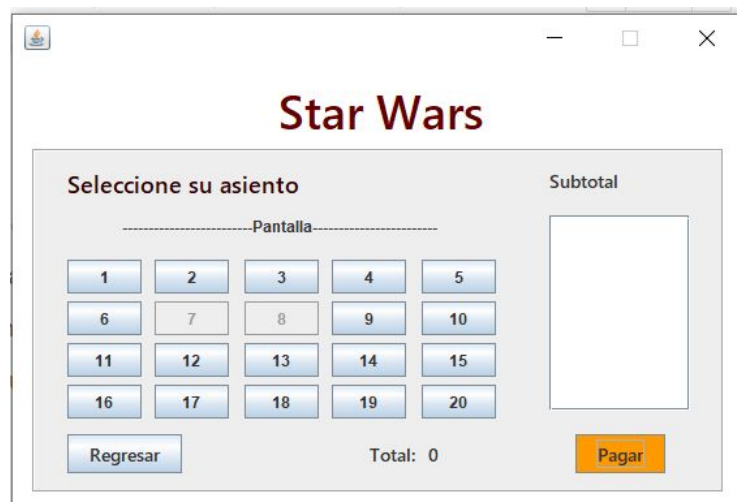 Star Wars
Seleccione su asiento
Subtotal
-------------------------Pantalla------------------------
1 2 3 4 5
6 7 8 9 10
11 12 13 14 15
16 17 18 19 20
Regresar Total: 0 Pagar